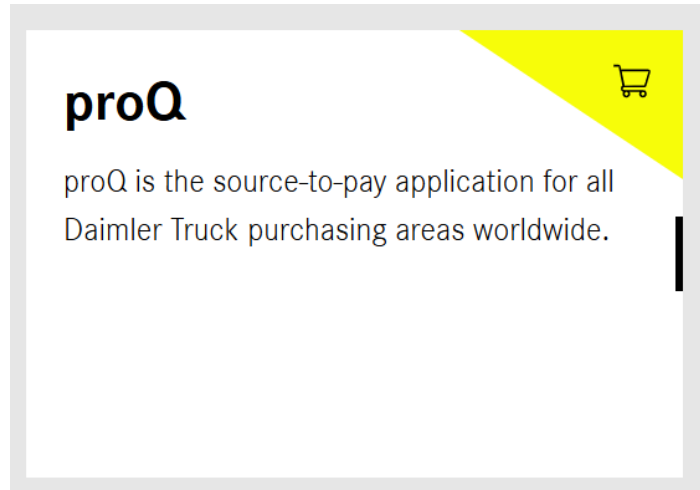 proQ
proQ is the source-to-pay application for all
Daimler Truck purchasing areas worldwide.